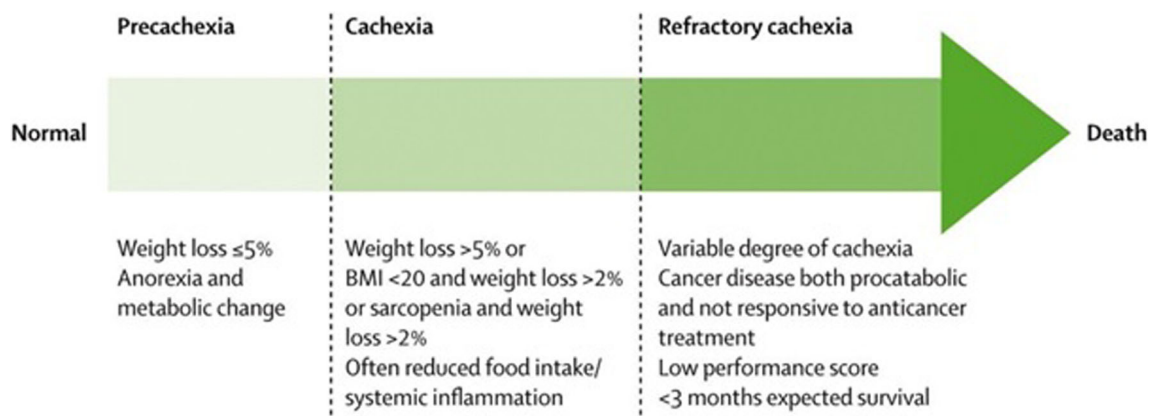 Precachexia
Cachexia
Refractory cachexia
Normal
Death
Weight loss ≤5%
Anorexia and
metabolic change
Weight loss >5% or
BMI <20 and weight loss >2%
or sarcopenia and weight
loss >2%
Often reduced food intake/
systemic inflammation
Variable degree of cachexia
Cancer disease both procatabolic
and not responsive to anticancer
treatment
Low performance score
<3 months expected survival